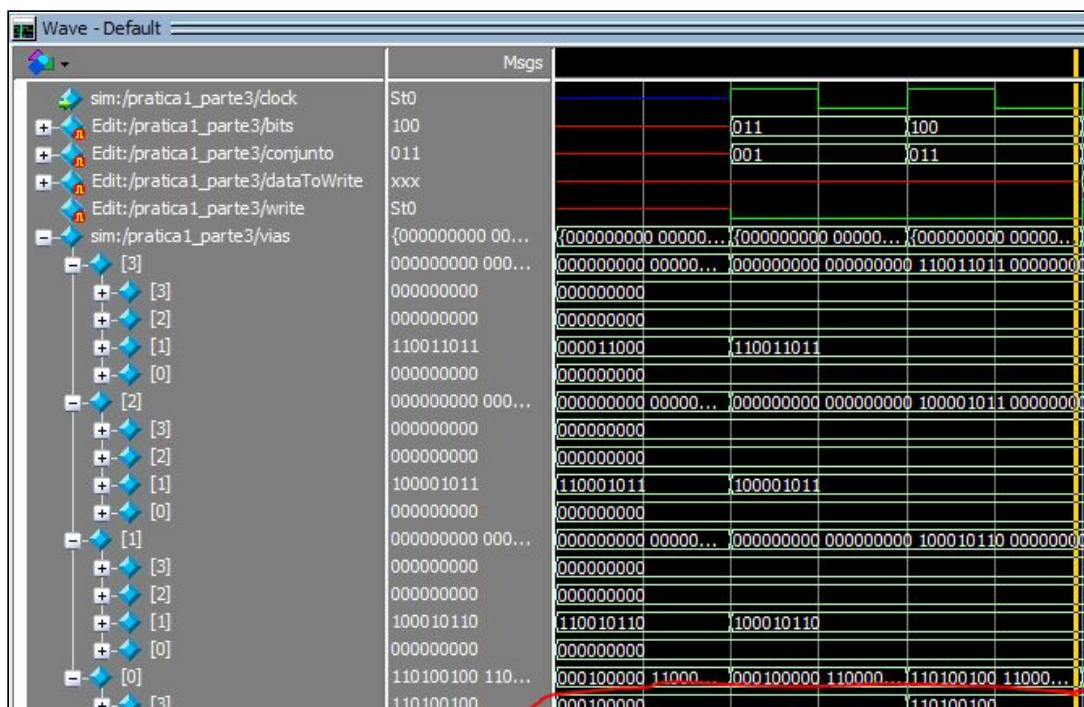 Wave - Default
Msgs
sim:/pratica1_parte3/clock St0
Edit:/pratica1_parte3/bits 100 011 100
Edit:/pratica1_parte3/conjunto 011 001 011
Edit:/pratica1_parte3/dataToWrite xxx
Edit:/pratica1_parte3/write St0
sim:/pratica1_parte3/vias {000000000 00... {000000000 00000... {000000000 00000... {000000000 00000...
[3] 000000000 000... 000000000 00000... 000000000 000000000 110011011 00000000
[3] 000000000 000000000
[2] 000000000 000000000
[1] 110011011 000011000 110011011
[0] 000000000 000000000
[2] 000000000 000... 000000000 00000... 000000000 000000000 100001011 00000000
[3] 000000000 000000000
[2] 000000000 000000000
[1] 100001011 110001011 100001011
[0] 000000000 000000000
[1] 000000000 000... 000000000 00000... 000000000 000000000 100010110 00000000
[3] 000000000 000000000
[2] 000000000 000000000
[1] 100010110 110010110 100010110
[0] 000000000 000000000
[0] 110100100 110... 000100000 11000... 000100000 110000... 110100100 11000...
[3] 110100100 000100000 110100100